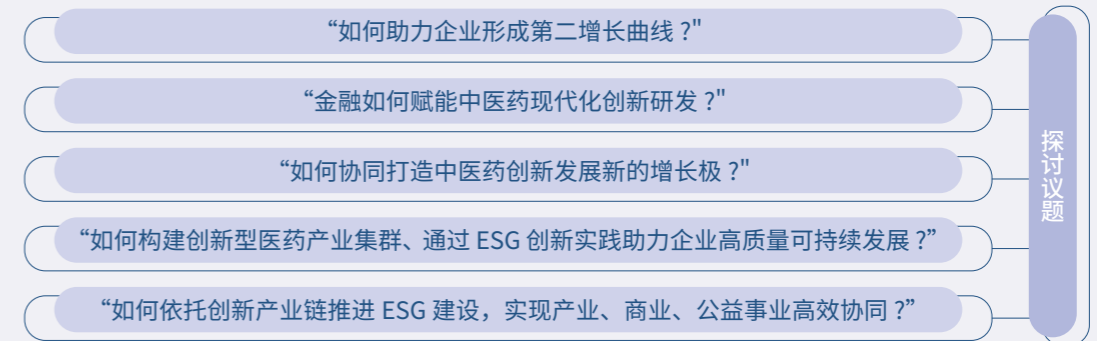 “如何助力企业形成第二增长曲线 ?"
“金融如何赋能中医药现代化创新研发 ?"
“如何协同打造中医药创新发展新的增长极 ?"
“如何构建创新型医药产业集群、通过 ESG 创新实践助力企业高质量可持续发展 ?”
“如何依托创新产业链推进 ESG 建设，实现产业、商业、公益事业高效协同 ?”
探讨议题